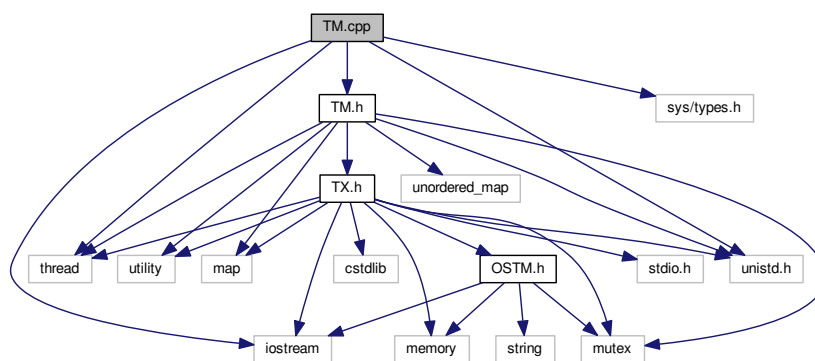 TM.cpp
TM.h
sys/types.h
TX.h
unordered_map
thread
utility
map
cstdlib
OSTM.h
stdio.h
unistd.h
iostream
memory
string
mutex